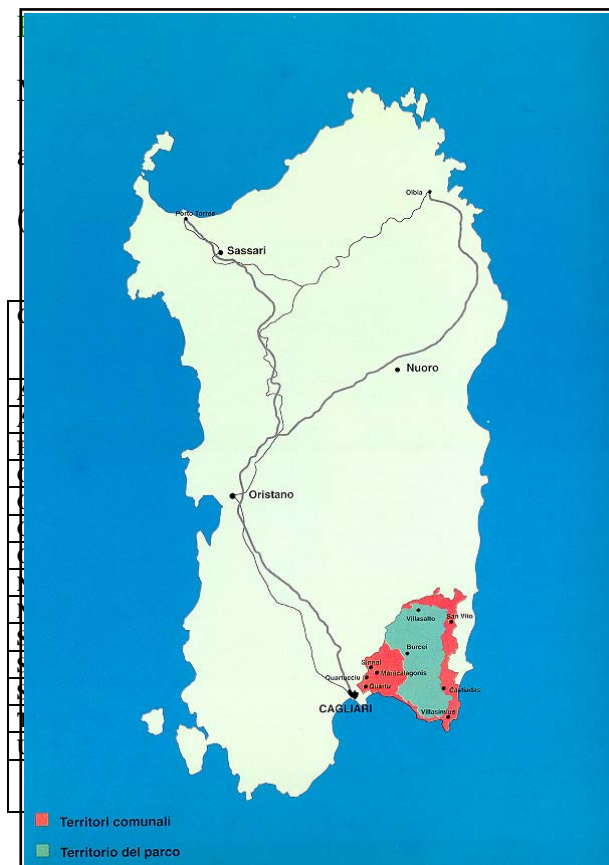 Olbia
Porto Torres
Sassari
Nuoro
Oristano
Villasalto
San Vito
Burcei
Sinnai
Maracalagonis
Quartucciu
Quartu
Castiadas
CAGLIARI
Villasimius
Territori comunali
Territorio del parco